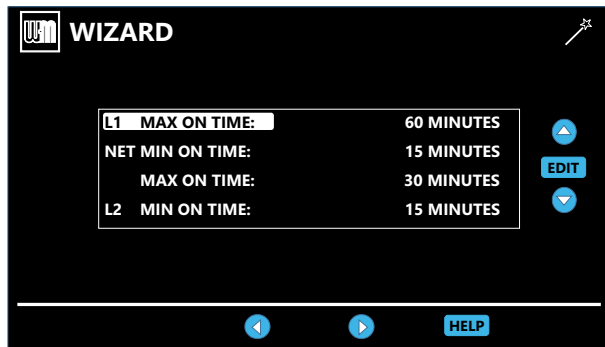 WM WIZARD
L1 MAX ON TIME: 60 MINUTES
NET MIN ON TIME: 15 MINUTES
MAX ON TIME: 30 MINUTES
L2 MIN ON TIME: 15 MINUTES
EDIT
HELP